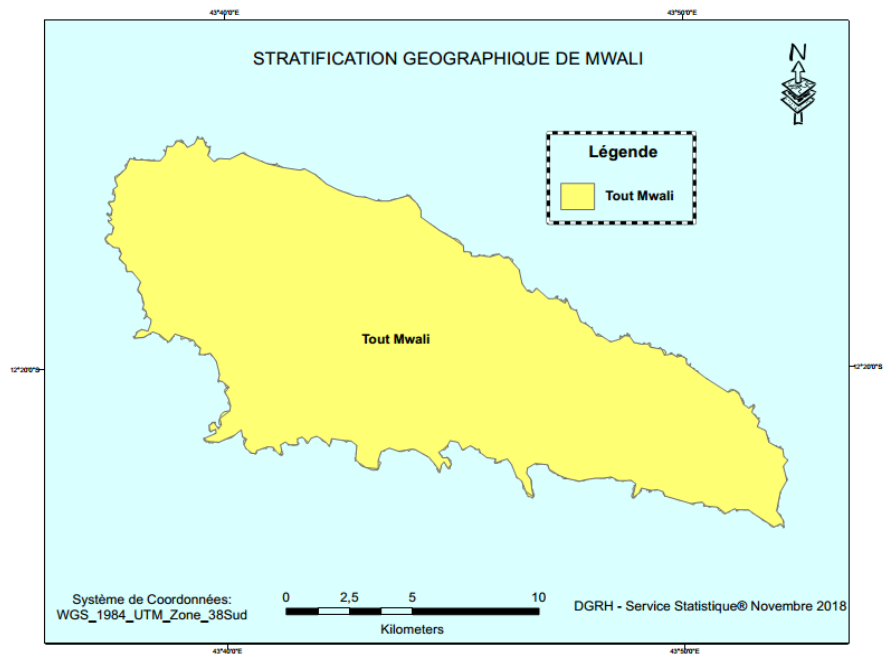 43°40'0"E 43°50'0"E
STRATIFICATION GEOGRAPHIQUE DE MWALI
N
Légende
Tout Mwali
Tout Mwali
12°20'0"S 12°20'0"S
Système de Coordonnées:
WGS_1984_UTM_Zone_38Sud
0 2,5 5 10
Kilometers
DGRH - Service Statistique® Novembre 2018
43°40'0"E 43°50'0"E